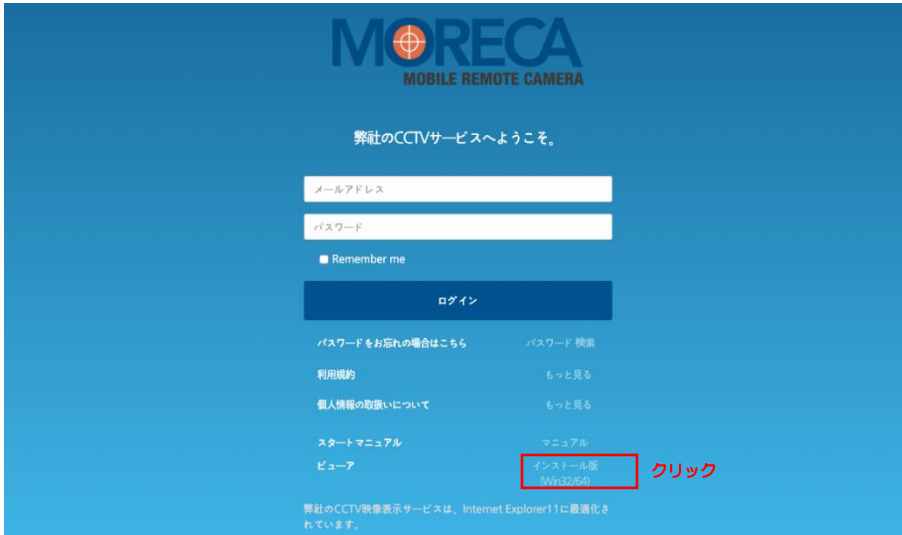 MORECA
MOBILE REMOTE CAMERA
弊社のCCTVサービスへようこそ。
メールアドレス
パスワード
Remember me
ログイン
パスワードをお忘れの場合はこちら パスワード 検索
利用規約 もっと見る
個人情報の取扱いについて もっと見る
スタートマニュアル マニュアル
ビューア インストール版 クリック
(Win32/64)
弊社のCCTV映像表示サービスは、Internet Explorer11に最適化さ
れています。